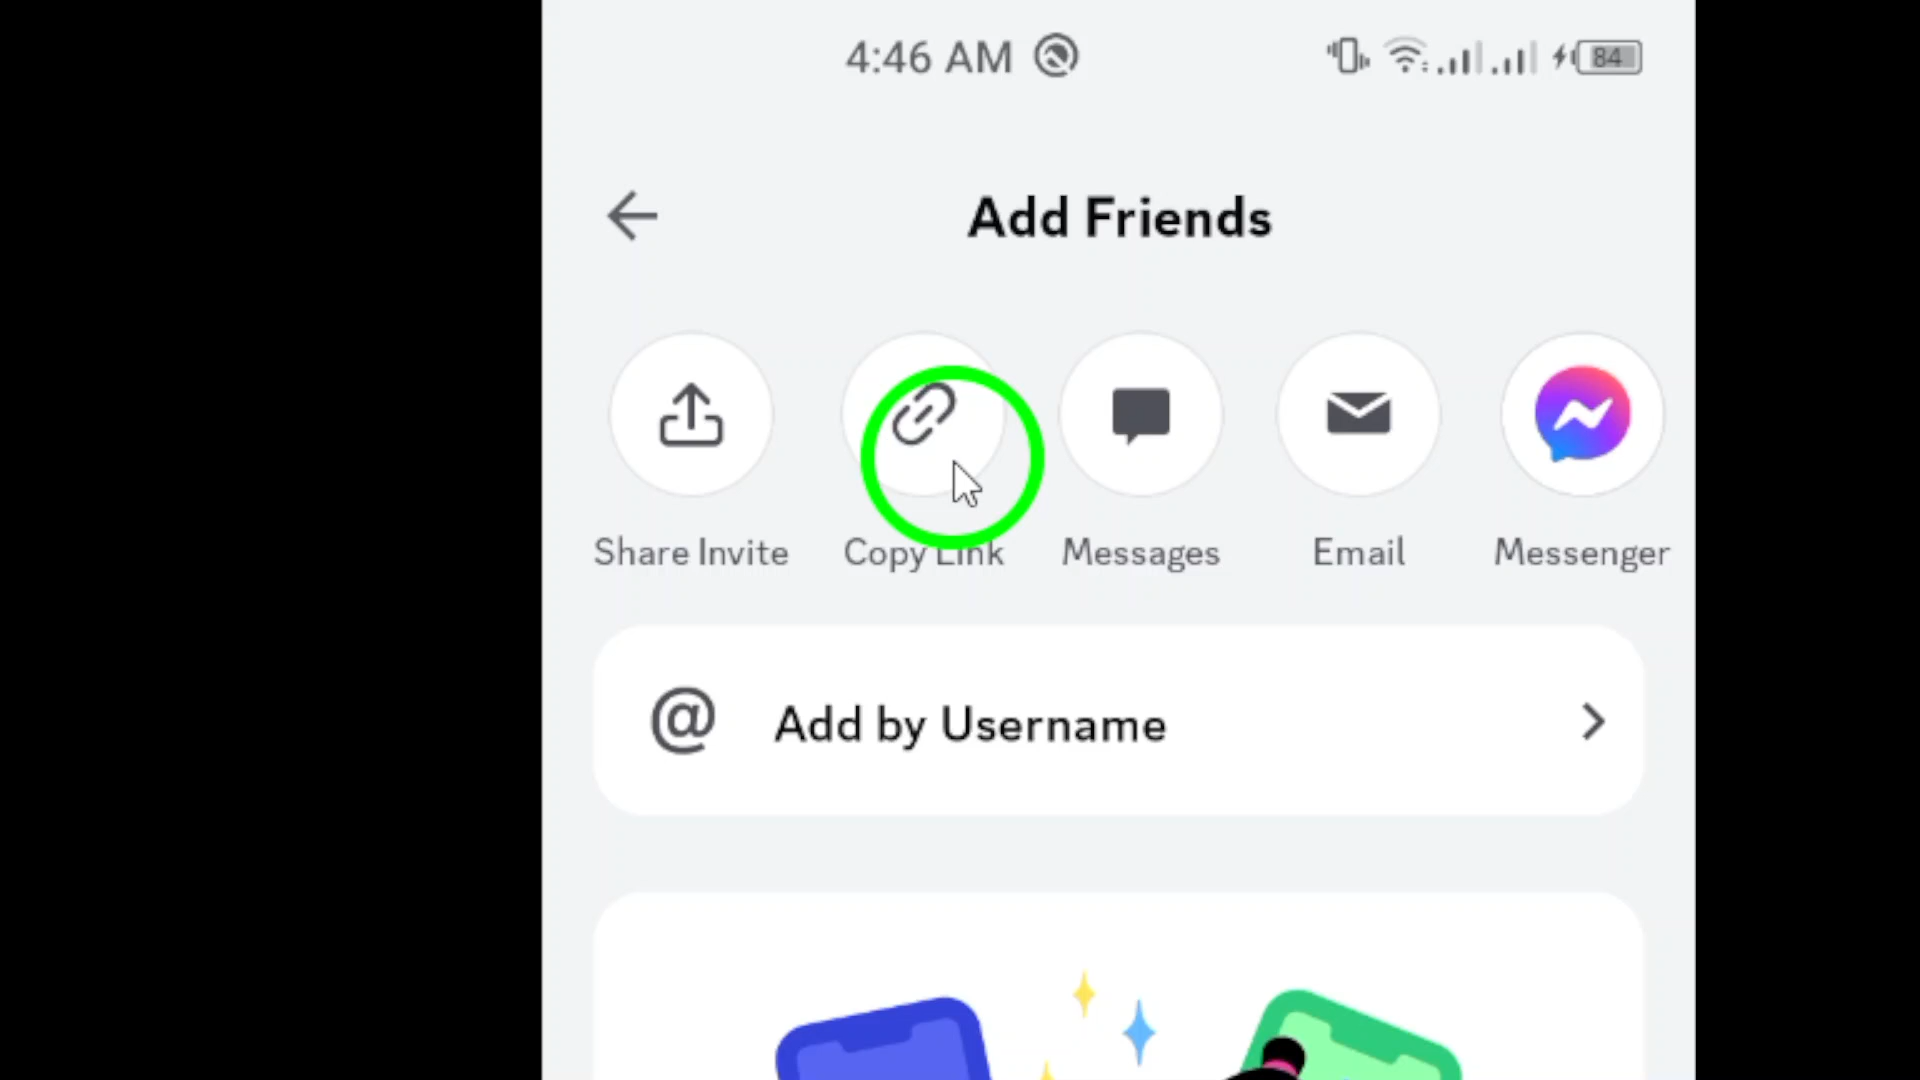 4:46 AM
84
Add Friends
Share Invite
Copy Link
Messages
Email
Messenger
@ Add by Username